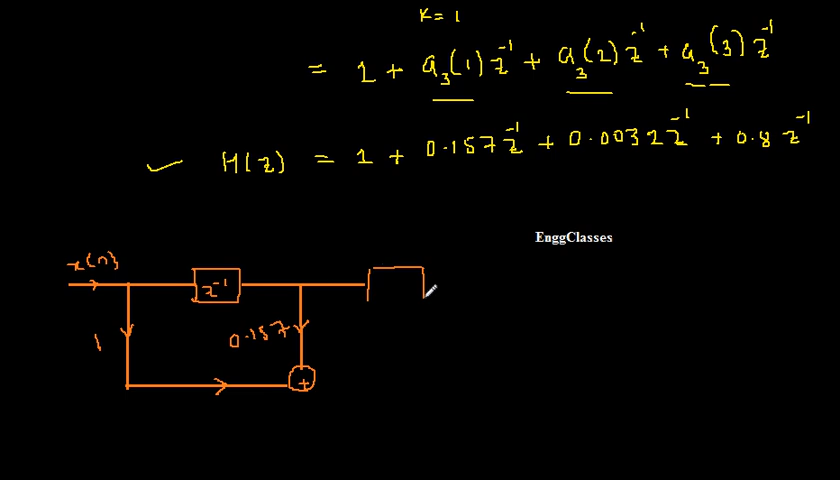 K = 1
= 1 + a₃(1) z⁻¹ + a₃(2) z⁻¹ + a₃(3) z⁻¹
✓ H(z) = 1 + 0.157 z⁻¹ + 0.0032 z⁻¹ + 0.8 z⁻¹
EnggClasses
x(n)
z⁻¹
1
0.157
+